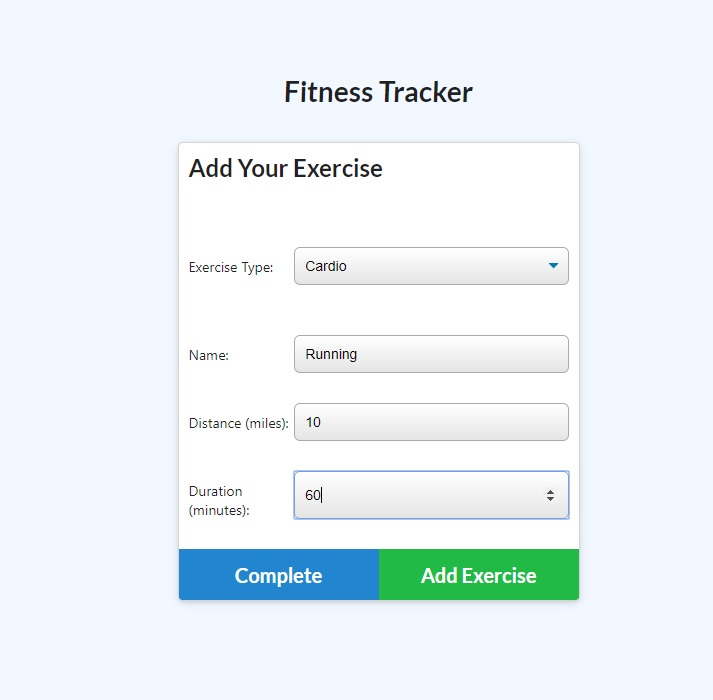 Fitness Tracker
Add Your Exercise
Exercise Type: Cardio
Name: Running
Distance (miles): 10
Duration
(minutes): 60
Complete Add Exercise